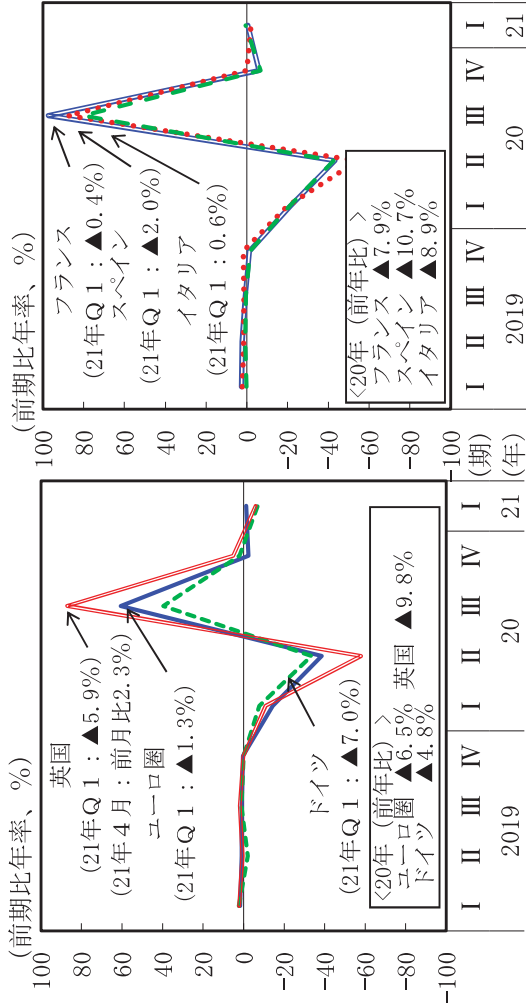 (前期比年率、%)
100
80
60
40
20
0
-20
-40
-60
-80
-100
英国
(21年Q1:▲5.9%)
(21年4月:前月比2.3%)
ユーロ圏
(21年Q1:▲1.3%)
ドイツ
(21年Q1:▲7.0%)
<20年 (前年比) >
ユーロ圏 ▲6.5% 英国 ▲9.8%
ドイツ ▲4.8%
Ⅰ Ⅱ Ⅲ Ⅳ Ⅰ Ⅱ Ⅲ Ⅳ Ⅰ (期)
2019 20 21 (年)
(前期比年率、%)
100
80
60
40
20
0
-20
-40
-60
-80
-100
フランス
(21年Q1:▲0.4%)
スペイン
(21年Q1:▲2.0%)
イタリア
(21年Q1:0.6%)
<20年 (前年比) >
フランス ▲7.9%
スペイン ▲10.7%
イタリア ▲8.9%
Ⅰ Ⅱ Ⅲ Ⅳ Ⅰ Ⅱ Ⅲ Ⅳ Ⅰ
2019 20 21